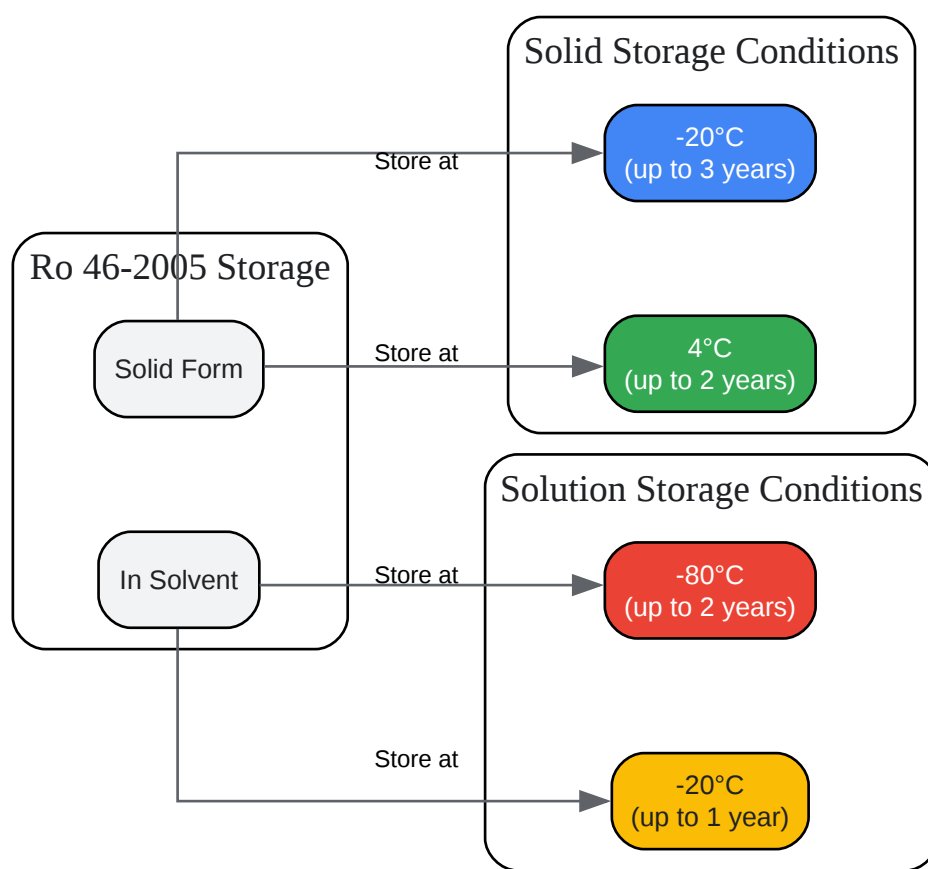 Solid Storage Conditions
-20°C
(up to 3 years)
Store at
Ro 46-2005 Storage
Solid Form
Store at
4°C
(up to 2 years)
Solution Storage Conditions
In Solvent
Store at
-80°C
(up to 2 years)
Store at
-20°C
(up to 1 year)